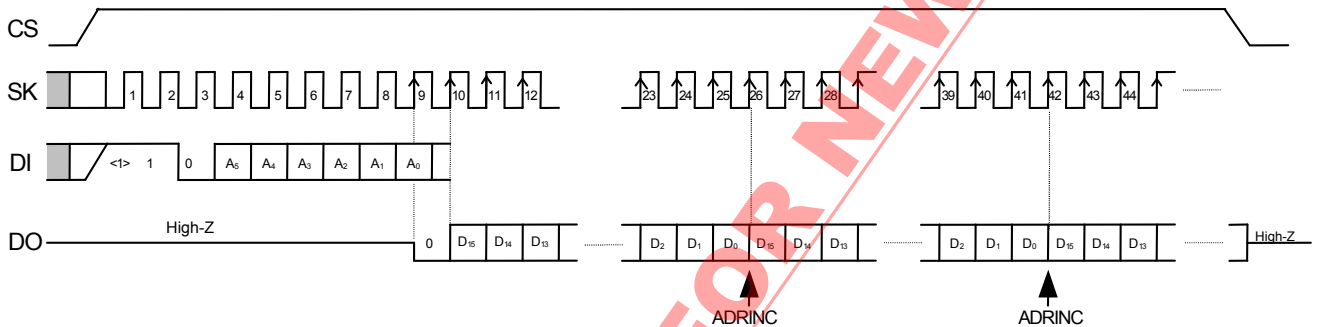 CS
SK 1 2 3 4 5 6 7 8 9 10 11 12 23 24 25 26 27 28 39 40 41 42 43 44
DI <1> 1 0 A5 A4 A3 A2 A1 A0
DO High-Z 0 D15 D14 D13 D2 D1 D0 D15 D14 D13 D2 D1 D0 D15 D14 D13 High-Z
ADRINC ADRINC
FOR NEW